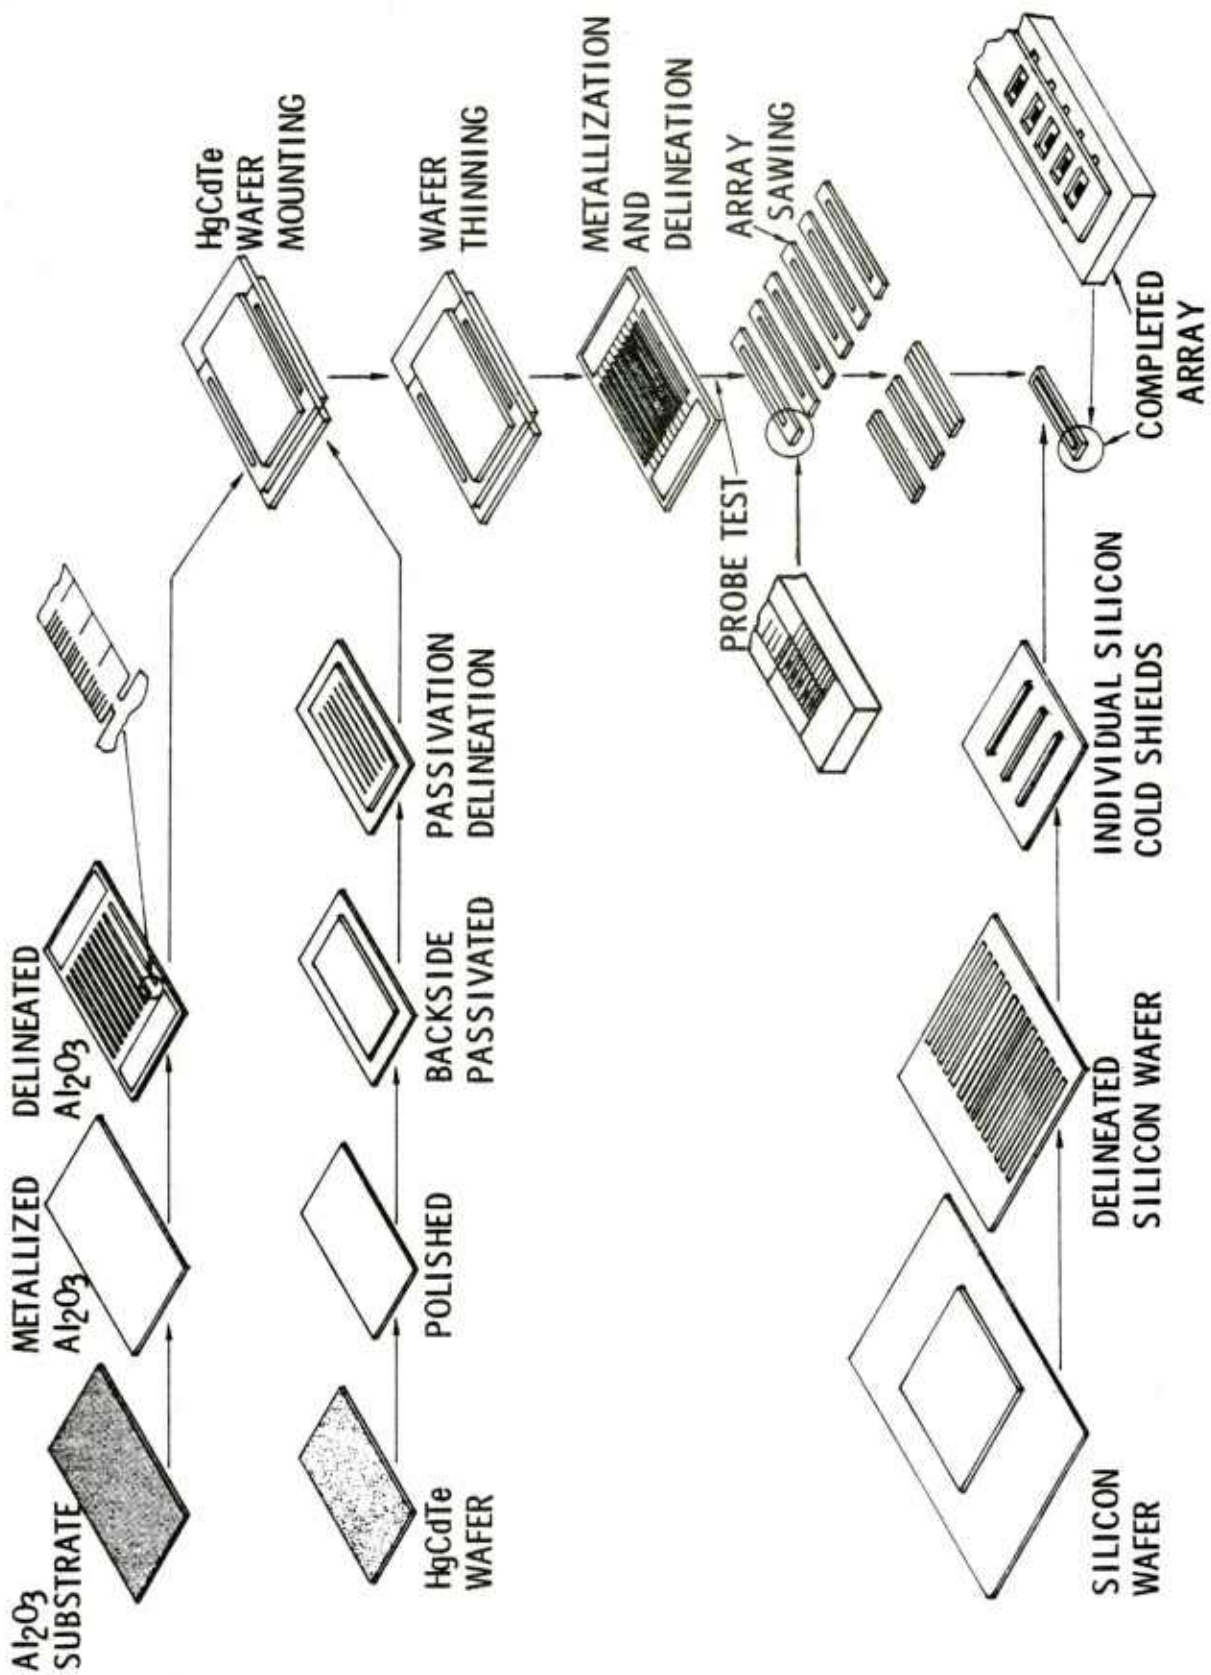 Al2O3
SUBSTRATE
METALLIZED
Al2O3
DELINEATED
Al2O3
HgCdTe
WAFER
MOUNTING
HgCdTe
WAFER
POLISHED
BACKSIDE
PASSIVATED
PASSIVATION
DELINEATION
WAFER
THINNING
METALLIZATION
AND
DELINEATION
PROBE TEST
ARRAY
SAWING
SILICON
WAFER
DELINEATED
SILICON WAFER
INDIVIDUAL SILICON
COLD SHIELDS
COMPLETED
ARRAY